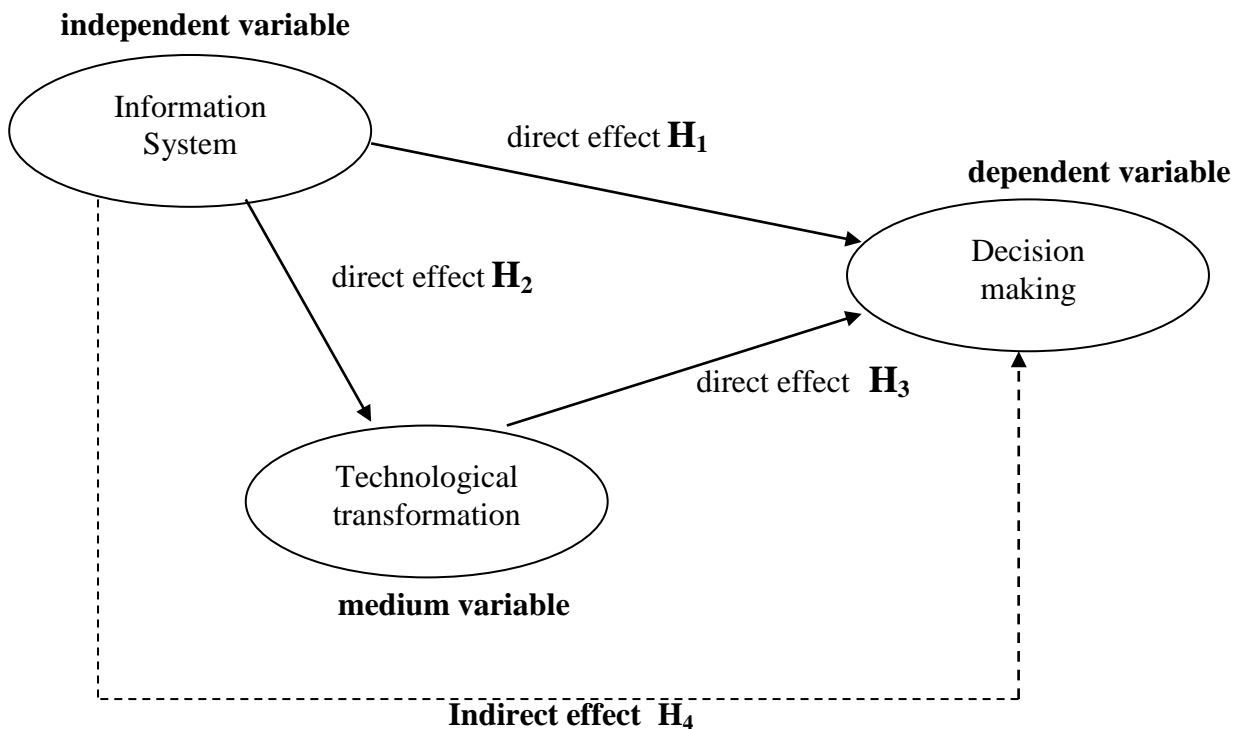 independent variable
Information
System
direct effect H₁
dependent variable
Decision
making
direct effect H₂
direct effect H₃
Technological
transformation
medium variable
Indirect effect H₄